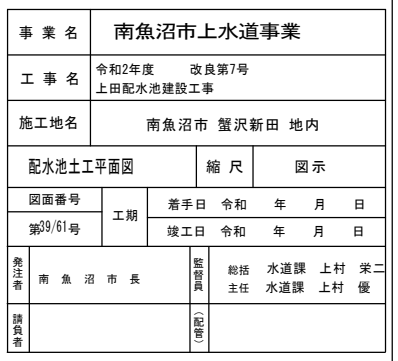 事業名 南魚沼市上水道事業
工事名 令和2年度 改良第7号
上田配水池建設工事
施工地名 南魚沼市 蟹沢新田 地内
配水池土工平面図 縮尺 図示
図面番号 工期 着手日 令和 年 月 日
第39/61号 竣工日 令和 年 月 日
発注者 南魚沼市長 監督員 総括 水道課 上村 栄二
主任 水道課 上村 優
請負者 (配管)